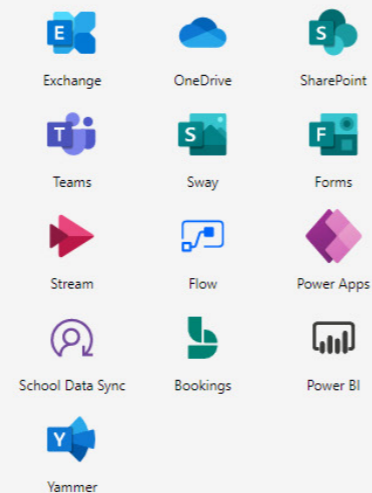 E
S
Exchange OneDrive SharePoint
T S F
Teams Sway Forms
Stream Flow Power Apps
School Data Sync Bookings Power BI
Y
Yammer